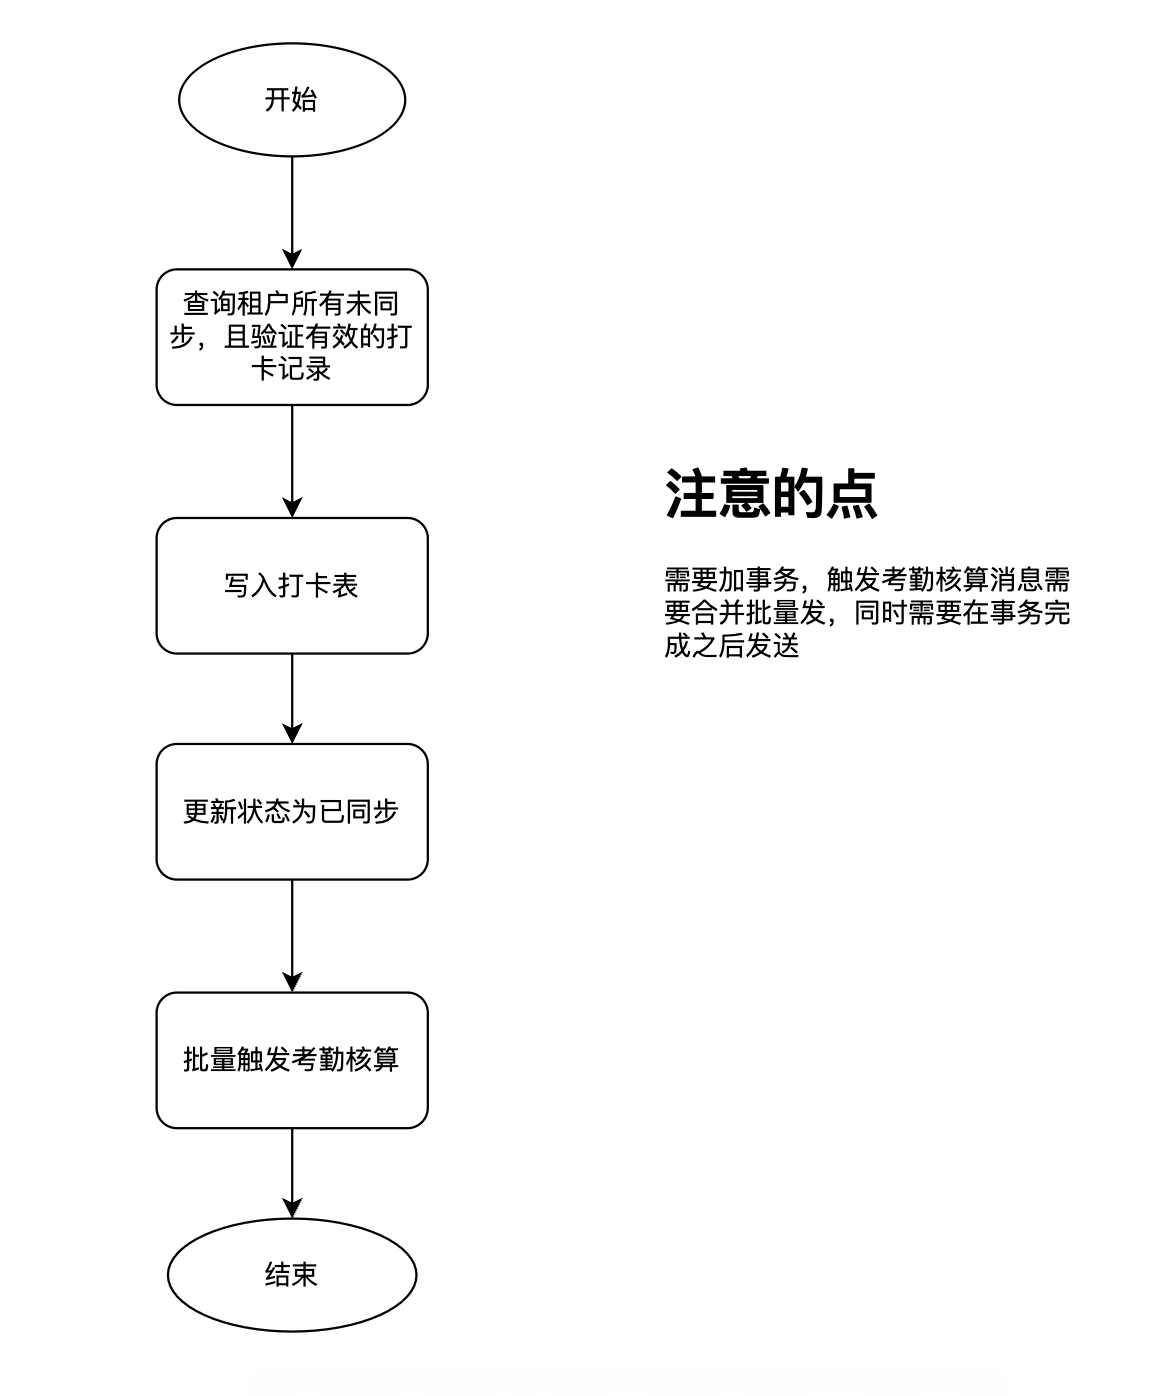 开始
查询租户所有未同
步，且验证有效的打
卡记录
写入打卡表
更新状态为已同步
批量触发考勤核算
结束
注意的点
需要加事务，触发考勤核算消息需
要合并批量发，同时需要在事务完
成之后发送